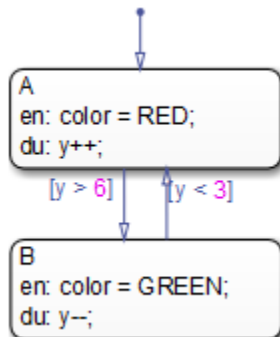 A
en: color = RED;
du: y++;
[y > 6] [y < 3]
B
en: color = GREEN;
du: y--;